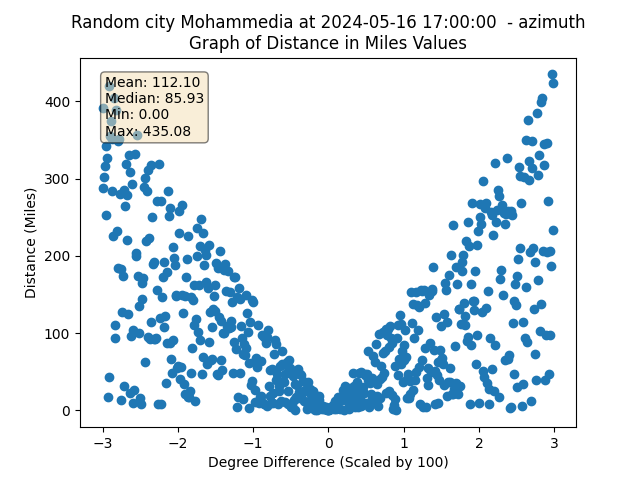 Random city Mohammedia at 2024-05-16 17:00:00  - azimuth
Graph of Distance in Miles Values
Mean: 112.10
Median: 85.93
Min: 0.00
Max: 435.08
400
300
200
100
0
Distance (Miles)
−3 −2 −1 0 1 2 3
Degree Difference (Scaled by 100)